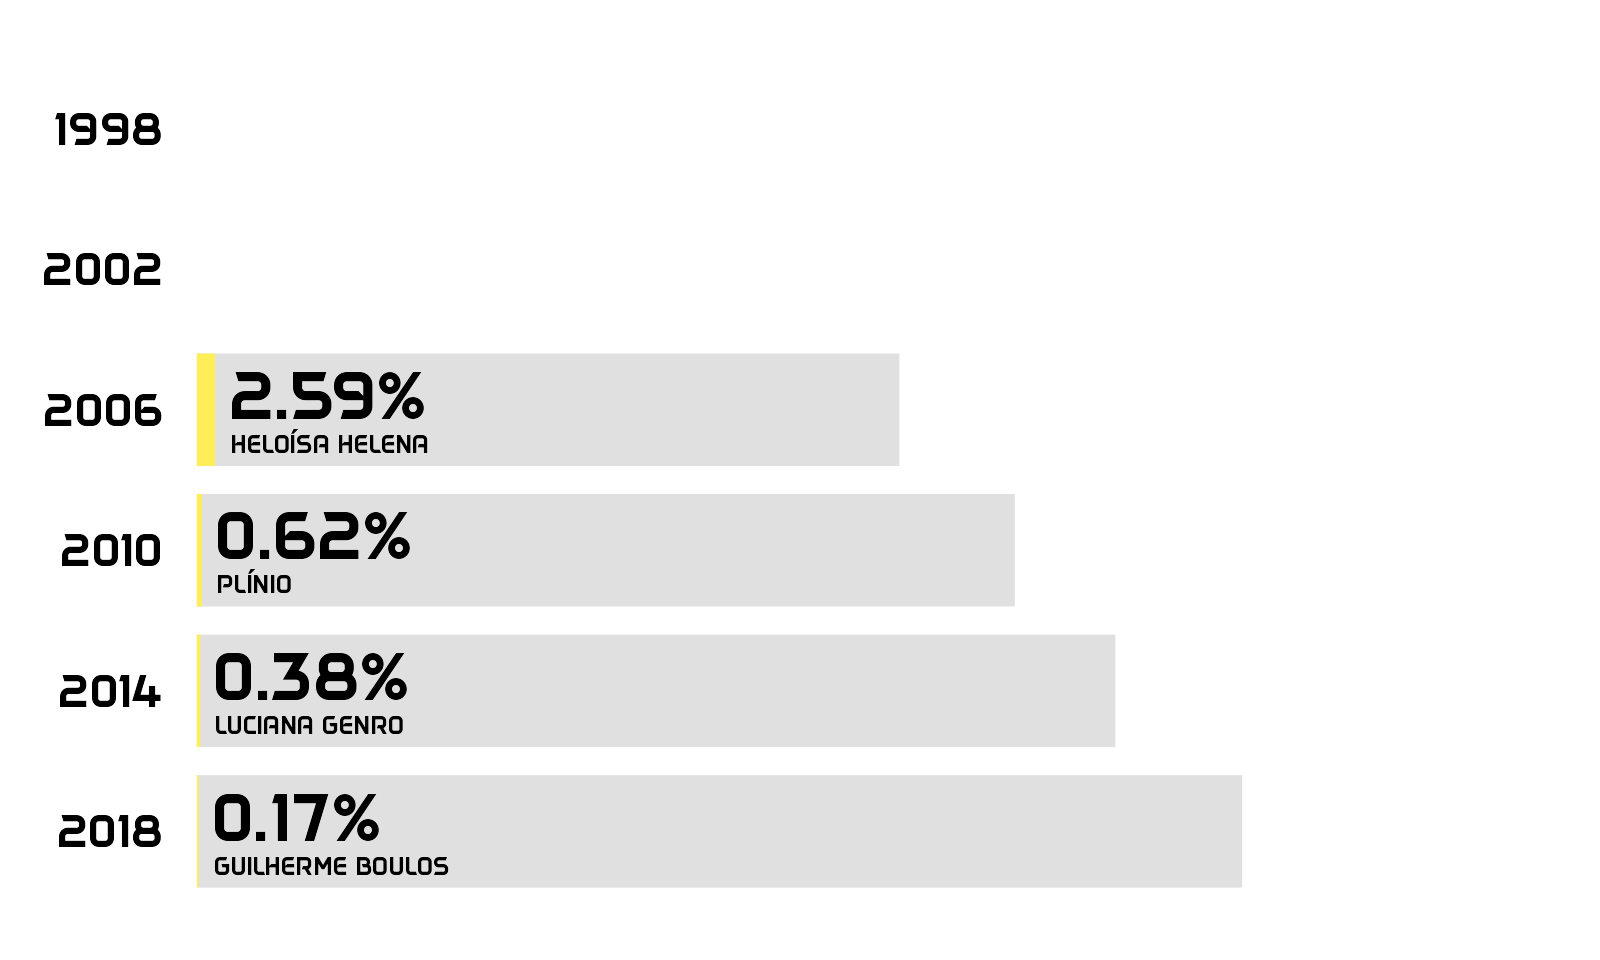 1998
2002
2006
2.59%
HELOÍSA HELENA
2010
0.62%
PLÍNIO
2014
0.38%
LUCIANA GENRO
2018
0.17%
GUILHERME BOULOS